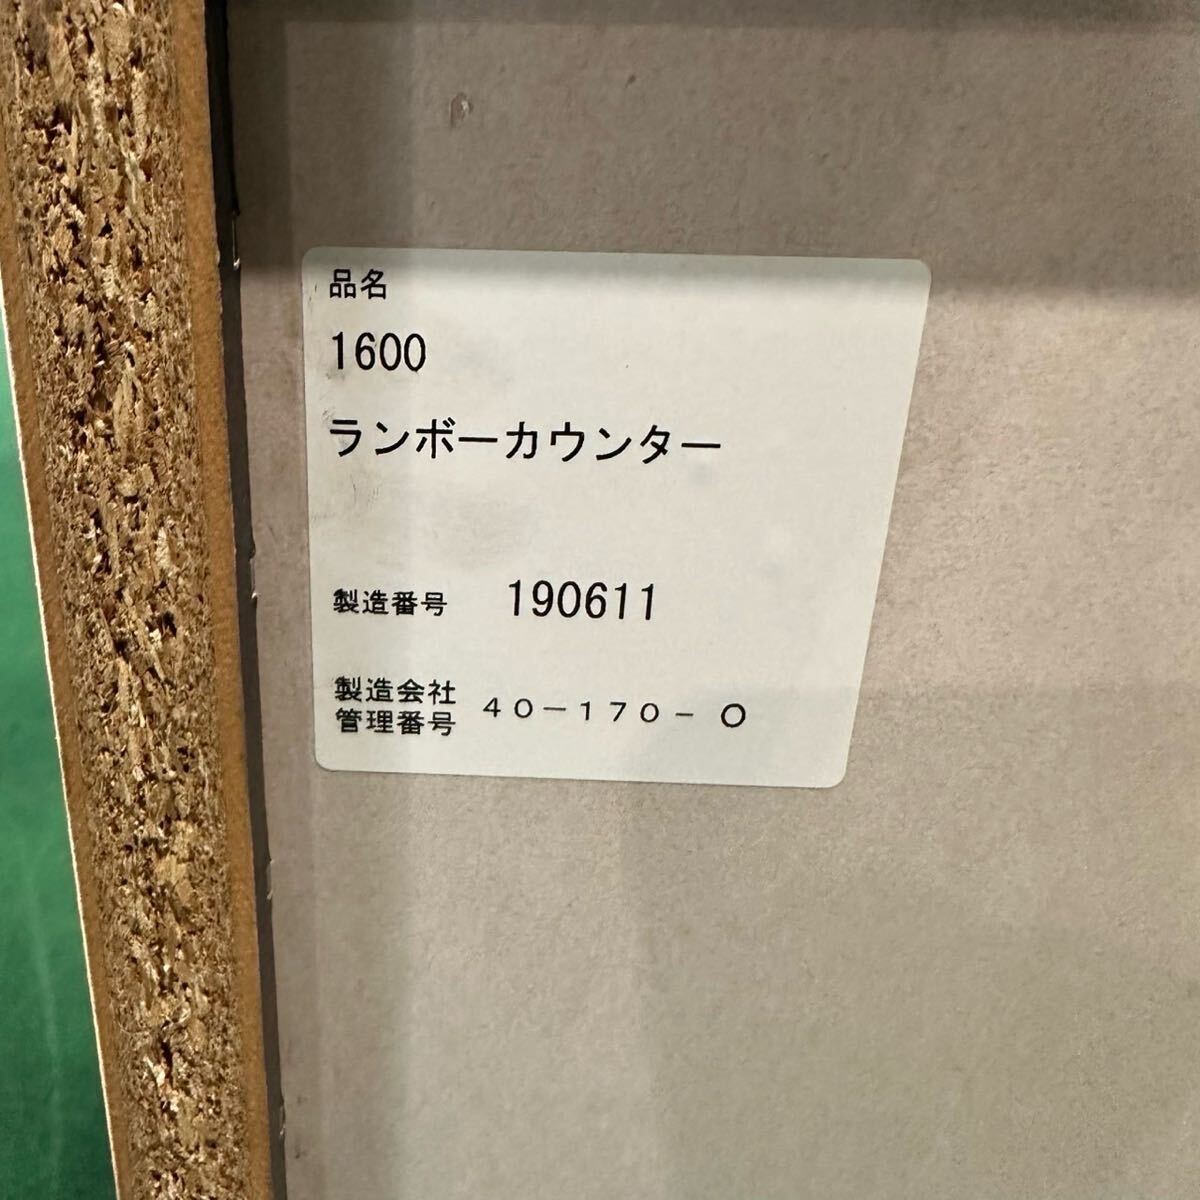 品名
1600
ランボーカウンター
製造番号 190611
製造会社
管理番号 40-170-O